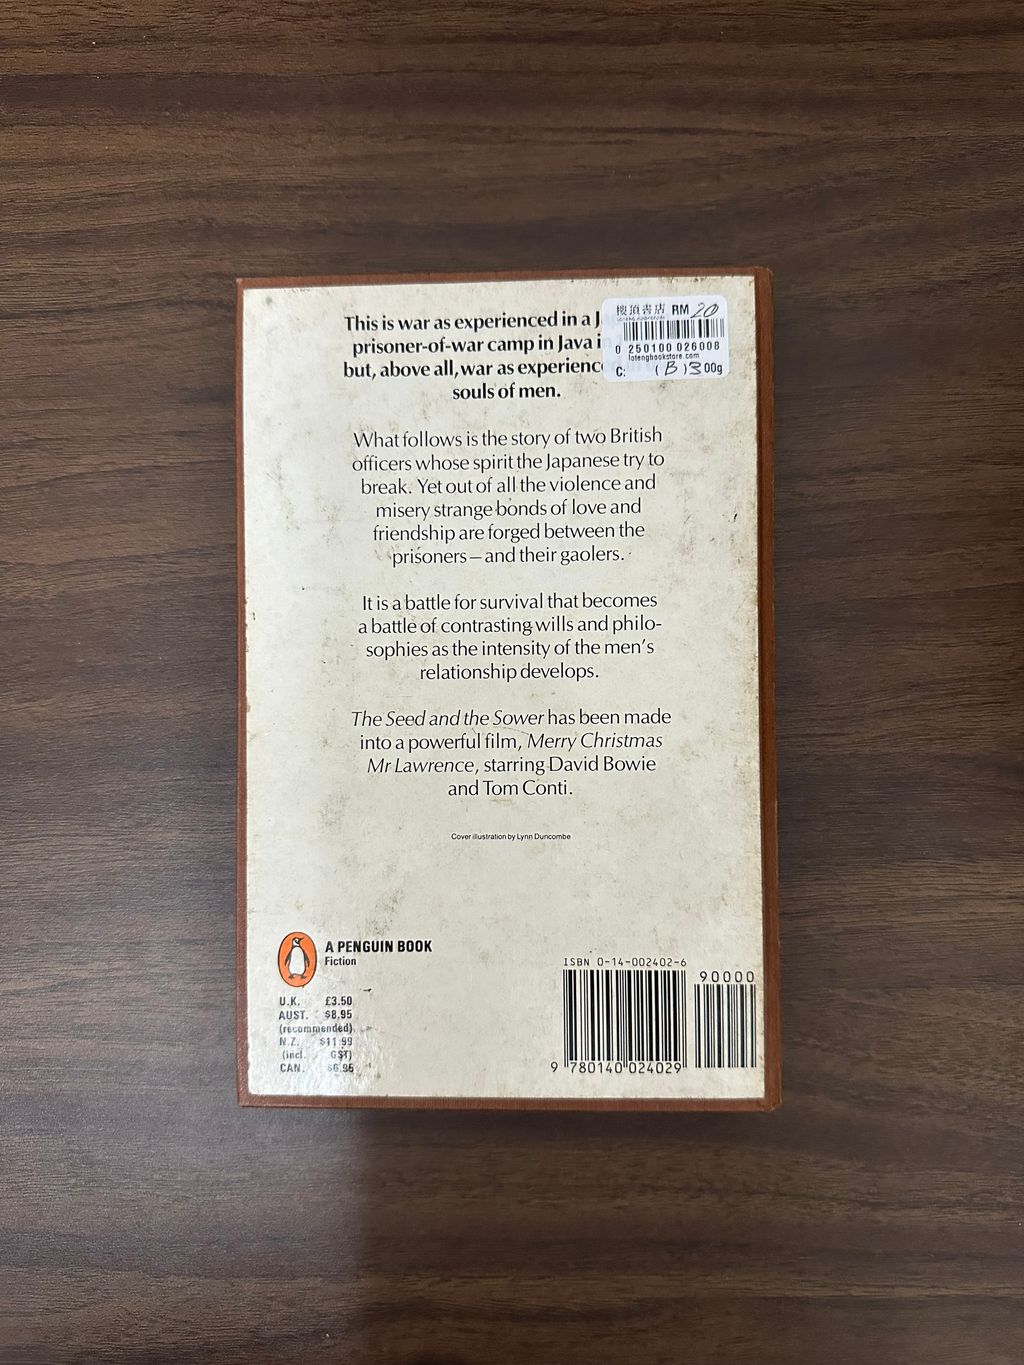 This is war as experienced in a
prisoner-of-war camp in Java
but, above all, war as
souls of men.
樓頂書店 RM 20
0 250100 026008
lotengbookstore.com
C: (B) 300g
What follows is the story of two British
officers whose spirit the Japanese try to
break. Yet out of all the violence and
misery strange bonds of love and
friendship are forged between the
prisoners – and their gaolers.
It is a battle for survival that becomes
a battle of contrasting wills and philo-
sophies as the intensity of the men's
relationship develops.
The Seed and the Sower has been made
into a powerful film, Merry Christmas
Mr Lawrence, starring David Bowie
and Tom Conti.
Cover illustration by Lynn Duncombe
A PENGUIN BOOK
Fiction
U.K. £3.50
AUST. $8.95
(recommended)
N.Z. $11.99
(incl. GST)
CAN. $6.95
ISBN 0-14-002402-6
90000
9 780140 024029